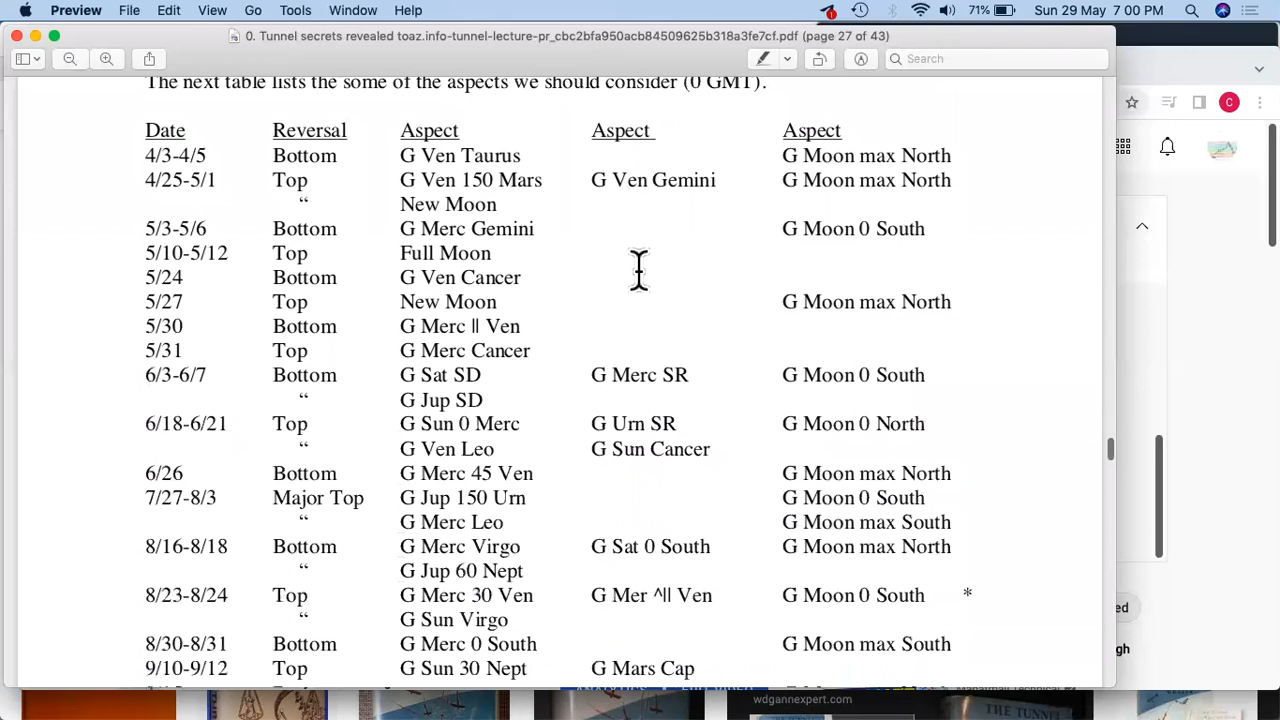 Preview File Edit View Go Tools Window Help 1 71% Sun 29 May 7 00 PM
0. Tunnel secrets revealed toaz.info-tunnel-lecture-pr_cbc2bfa950acb84509625b318a3fe7cf.pdf (page 27 of 43)
Search
C
The next table lists the some of the aspects we should consider (0 GMT).
Date Reversal Aspect Aspect Aspect
4/3-4/5 Bottom G Ven Taurus G Moon max North
4/25-5/1 Top G Ven 150 Mars G Ven Gemini G Moon max North
“ New Moon
5/3-5/6 Bottom G Merc Gemini G Moon 0 South
5/10-5/12 Top Full Moon
5/24 Bottom G Ven Cancer
5/27 Top New Moon G Moon max North
5/30 Bottom G Merc || Ven
5/31 Top G Merc Cancer
6/3-6/7 Bottom G Sat SD G Merc SR G Moon 0 South
“ G Jup SD
6/18-6/21 Top G Sun 0 Merc G Urn SR G Moon 0 North
“ G Ven Leo G Sun Cancer
6/26 Bottom G Merc 45 Ven G Moon max North
7/27-8/3 Major Top G Jup 150 Urn G Moon 0 South
“ G Merc Leo G Moon max South
8/16-8/18 Bottom G Merc Virgo G Sat 0 South G Moon max North
“ G Jup 60 Nept
8/23-8/24 Top G Merc 30 Ven G Mer ^|| Ven G Moon 0 South *
“ G Sun Virgo
8/30-8/31 Bottom G Merc 0 South G Moon max South
9/10-9/12 Top G Sun 30 Nept G Mars Cap
ed
gh
wdgannexpert.com
THE TUNNEL